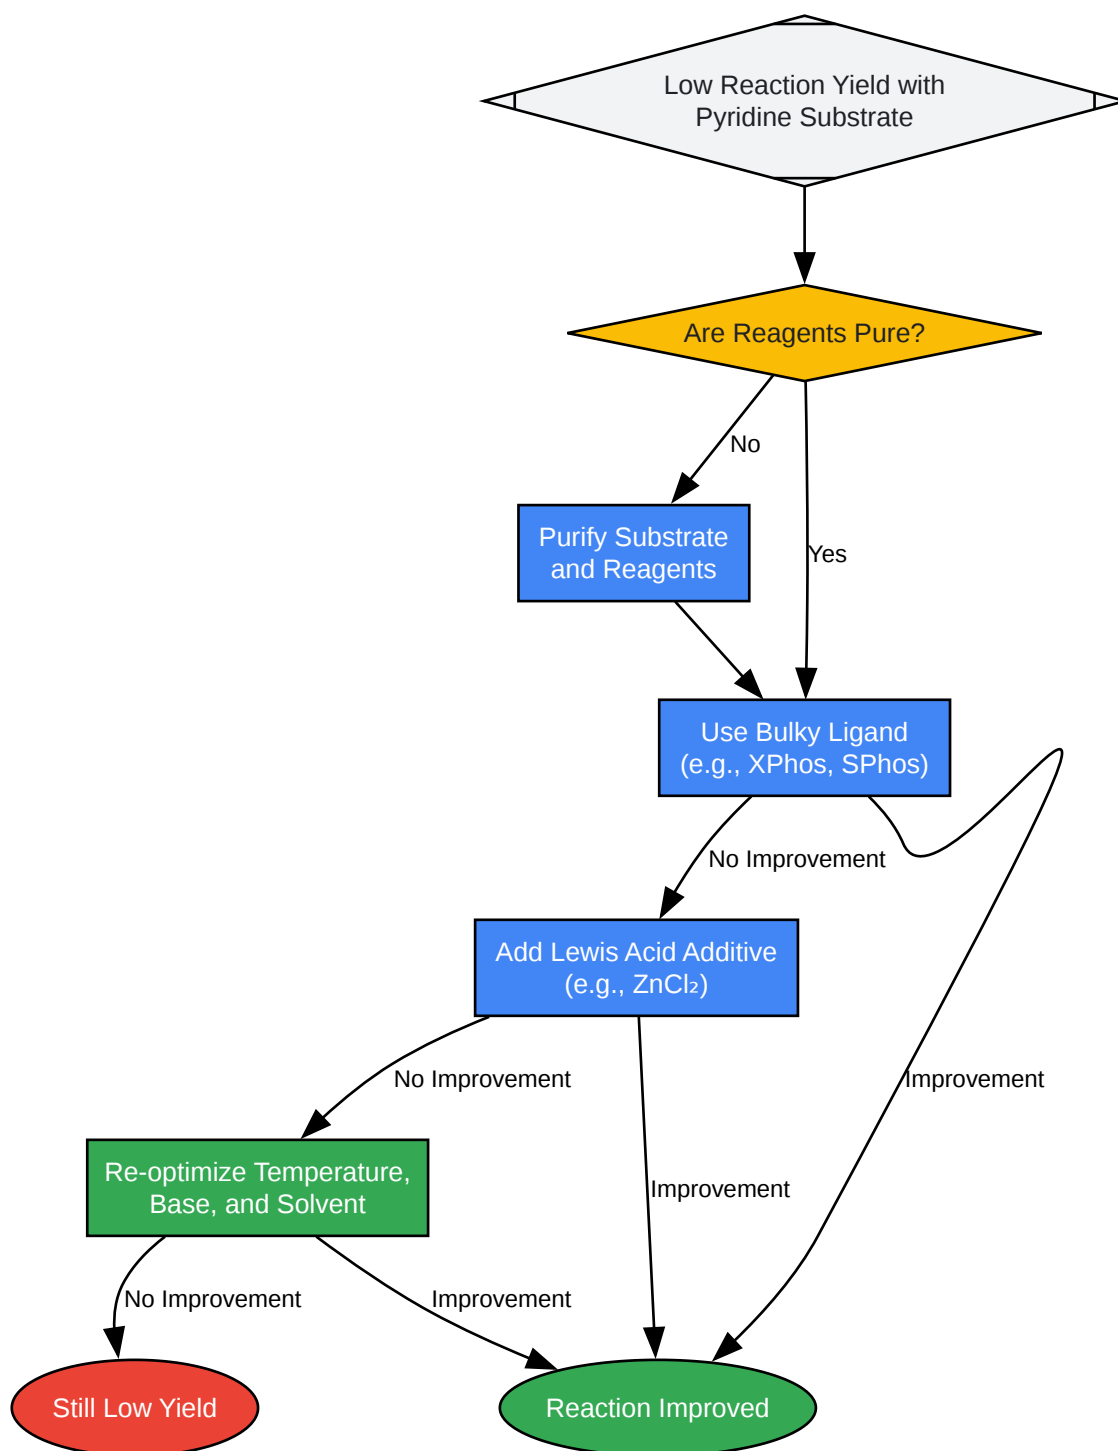 Low Reaction Yield with
Pyridine Substrate
Are Reagents Pure?
No
Yes
Purify Substrate
and Reagents
Use Bulky Ligand
(e.g., XPhos, SPhos)
No Improvement
Add Lewis Acid Additive
(e.g., ZnCl₂)
No Improvement
Improvement
Re-optimize Temperature,
Base, and Solvent
Improvement
No Improvement
Improvement
Still Low Yield
Reaction Improved